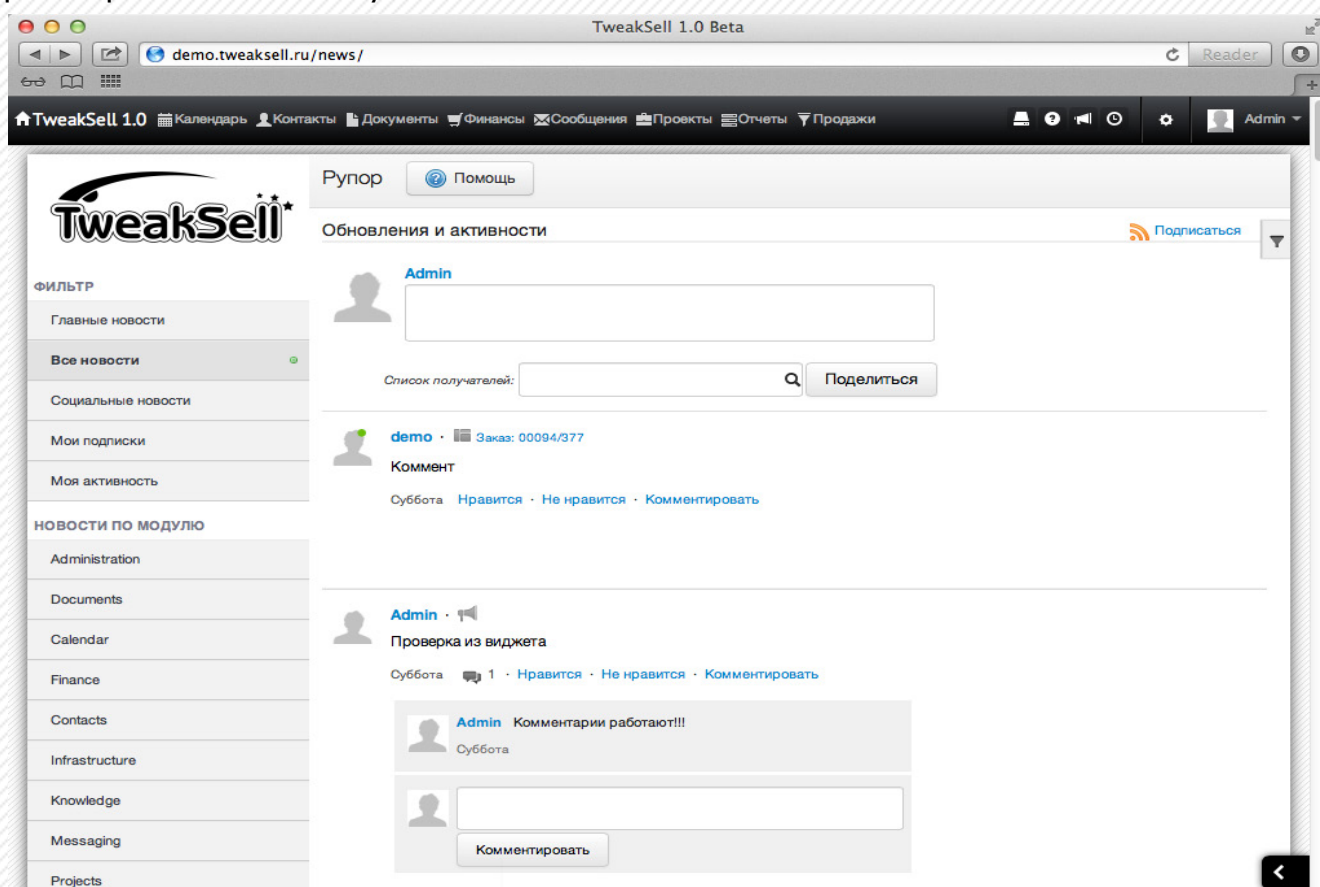 TweakSell 1.0 Beta
demo.tweaksell.ru/news/
Reader
TweakSell 1.0 Календарь Контакты Документы Финансы Сообщения Проекты Отчеты Продажи Admin
TweakSell
Рупор Помощь
Обновления и активности Подписаться
ФИЛЬТР
Главные новости
Все новости
Социальные новости
Мои подписки
Моя активность
НОВОСТИ ПО МОДУЛЮ
Administration
Documents
Calendar
Finance
Contacts
Infrastructure
Knowledge
Messaging
Projects
Admin
Список получателей: Поделиться
demo · Заказ: 00094/377
Коммент
Суббота Нравится · Не нравится · Комментировать
Admin ·
Проверка из виджета
Суббота 1 · Нравится · Не нравится · Комментировать
Admin Комментарии работают!!!
Суббота
Комментировать